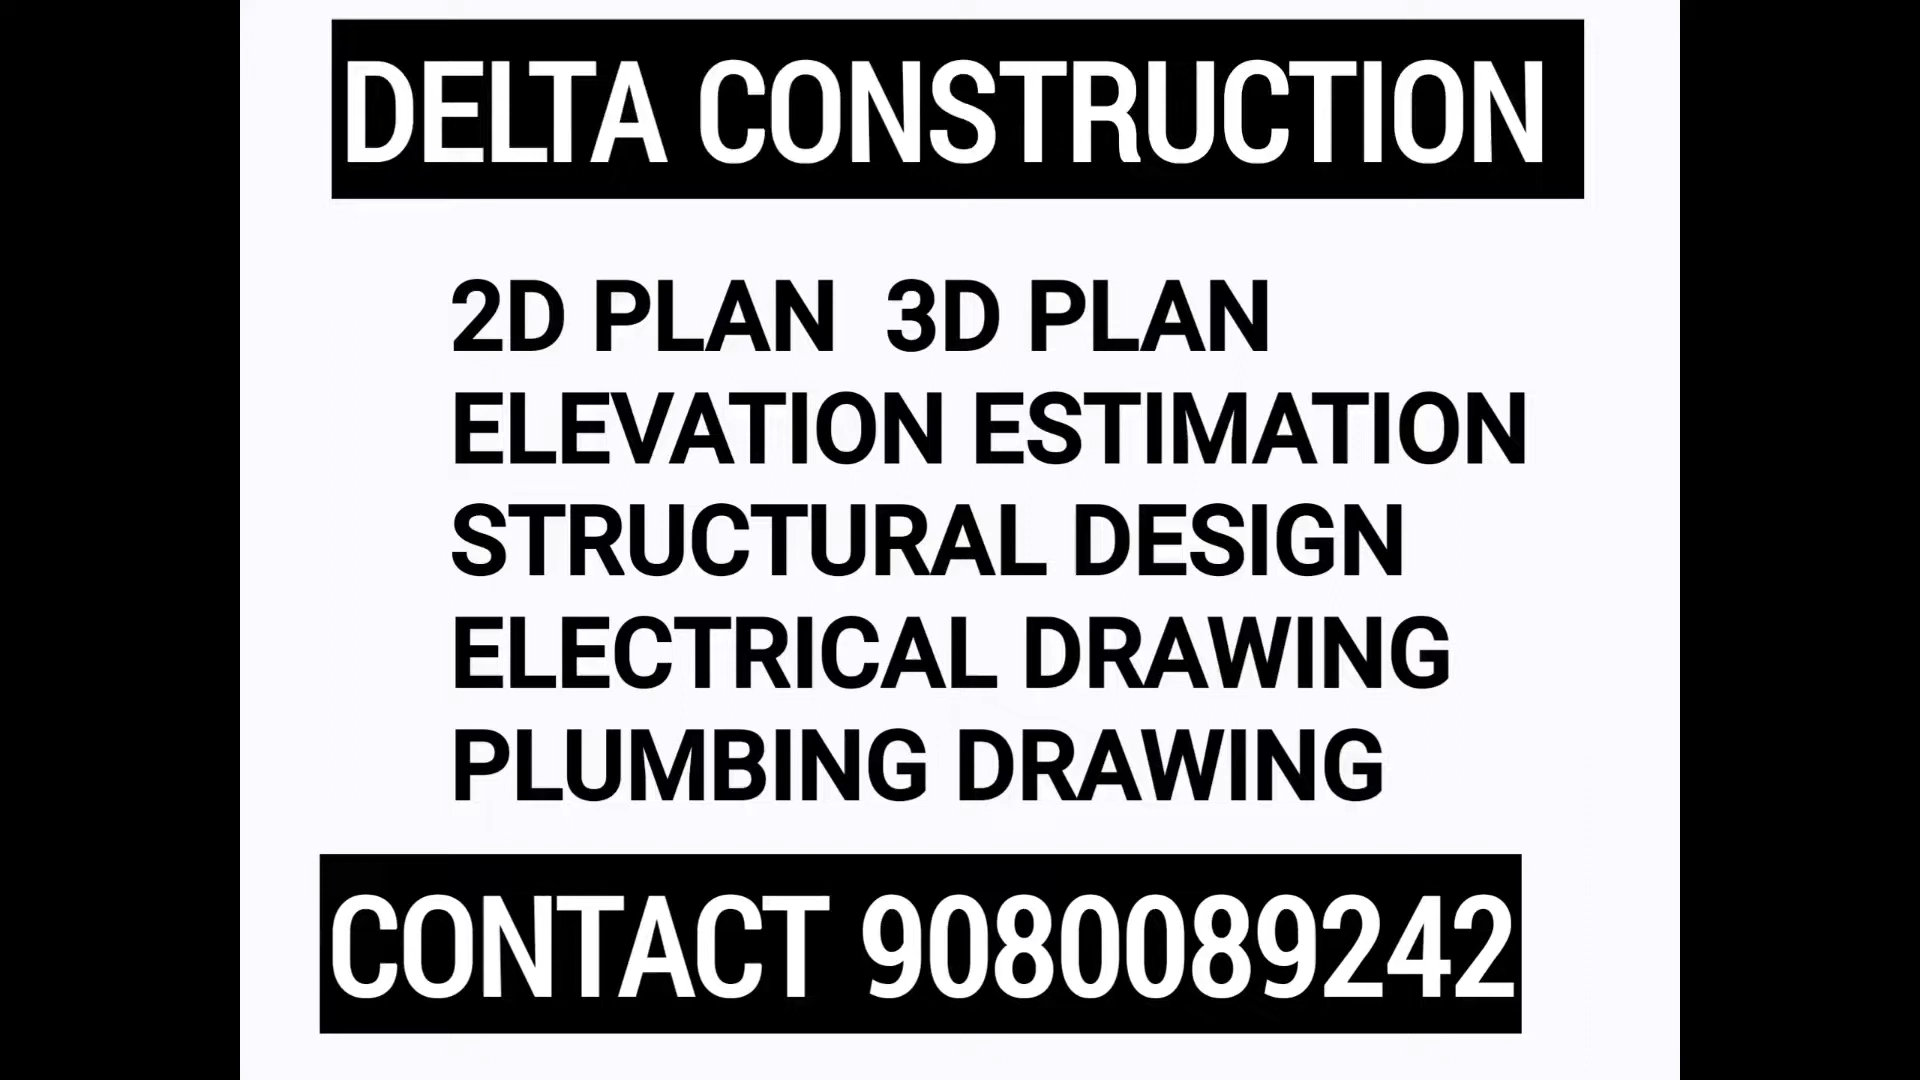 DELTA CONSTRUCTION
2D PLAN  3D PLAN
ELEVATION ESTIMATION
STRUCTURAL DESIGN
ELECTRICAL DRAWING
PLUMBING DRAWING
CONTACT 9080089242